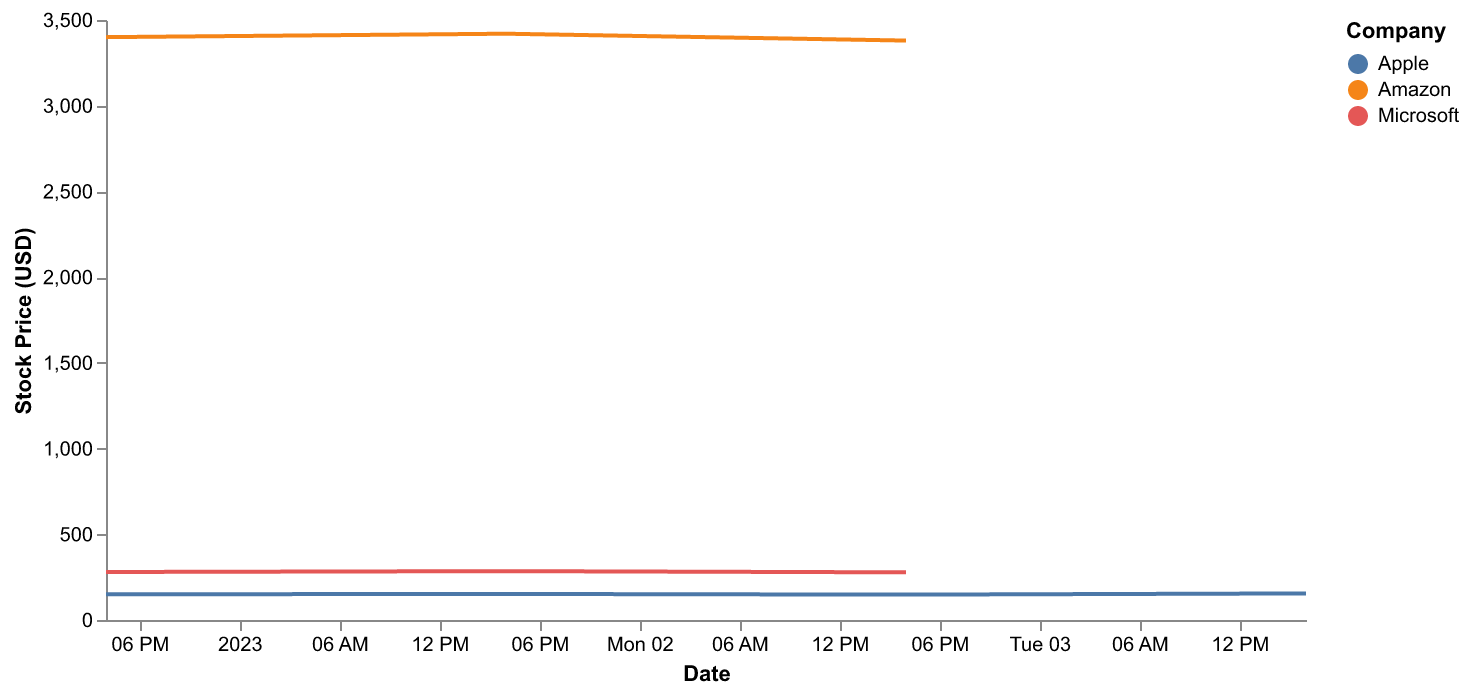 Company
Apple
Amazon
Microsoft
Stock Price (USD)
3,500
3,000
2,500
2,000
1,500
1,000
500
0
06 PM 2023 06 AM 12 PM 06 PM Mon 02 06 AM 12 PM 06 PM Tue 03 06 AM 12 PM
Date